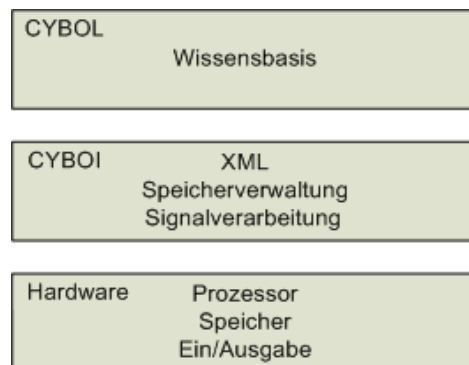 CYBOL
Wissensbasis
CYBOI XML
Speicherverwaltung
Signalverarbeitung
Hardware Prozessor
Speicher
Ein/Ausgabe